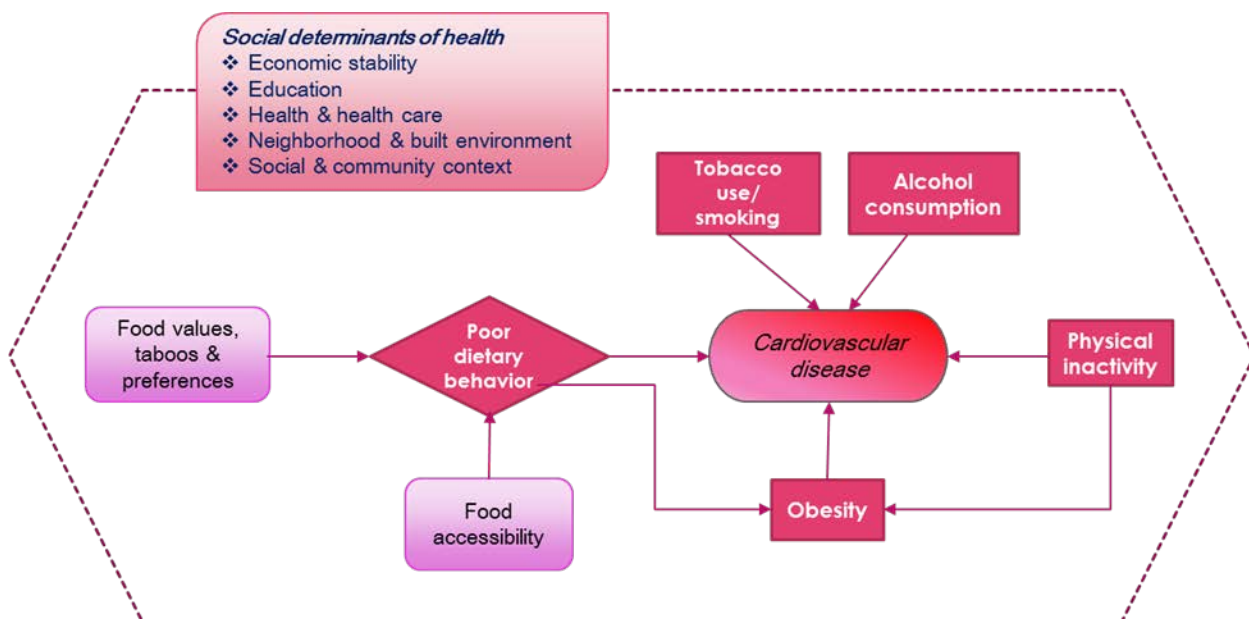 Social determinants of health
❖ Economic stability
❖ Education
❖ Health & health care
❖ Neighborhood & built environment
❖ Social & community context
Tobacco
use/
smoking
Alcohol
consumption
Food values,
taboos &
preferences
Poor
dietary
behavior
Cardiovascular
disease
Physical
inactivity
Food
accessibility
Obesity